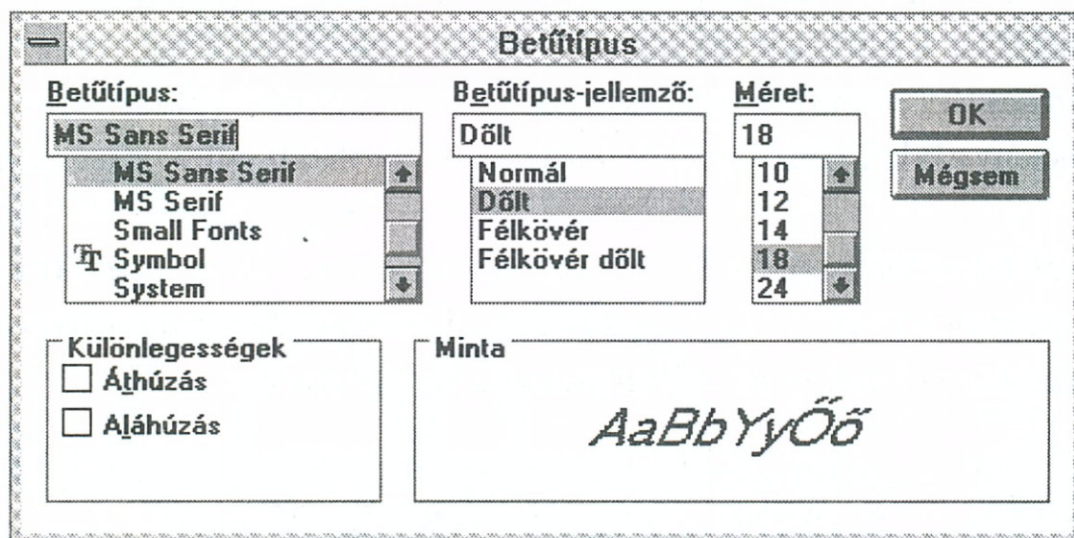 Betűtípus
Betűtípus:
MS Sans Serif
MS Sans Serif
MS Serif
Small Fonts
Symbol
System
Betűtípus-jellemző:
Dőlt
Normál
Dőlt
Félkövér
Félkövér dőlt
Méret:
18
10
12
14
18
24
OK
Mégsem
Különlegességek
Áthúzás
Aláhúzás
Minta
AaBbYyŐő